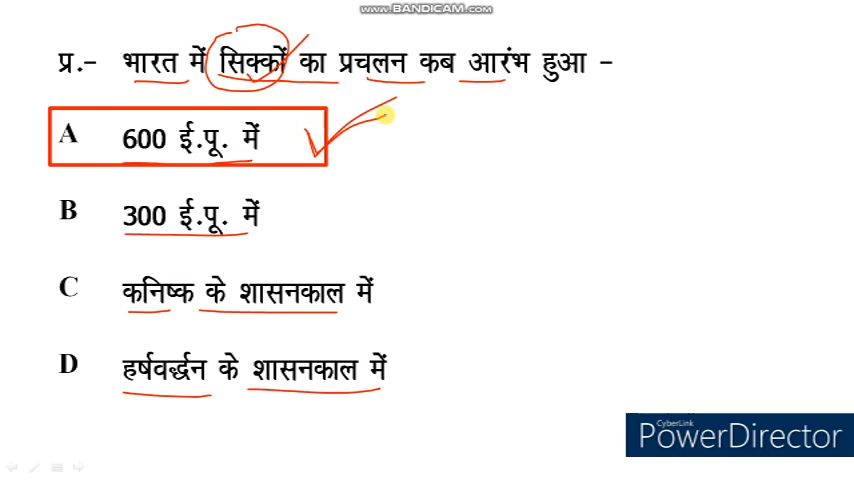 www.BANDICAM.com
प्र.- भारत में सिक्कों का प्रचलन कब आरंभ हुआ -
A 600 ई.पू. में
B 300 ई.पू. में
C कनिष्क के शासनकाल में
D हर्षवर्द्धन के शासनकाल में
CyberLink
PowerDirector